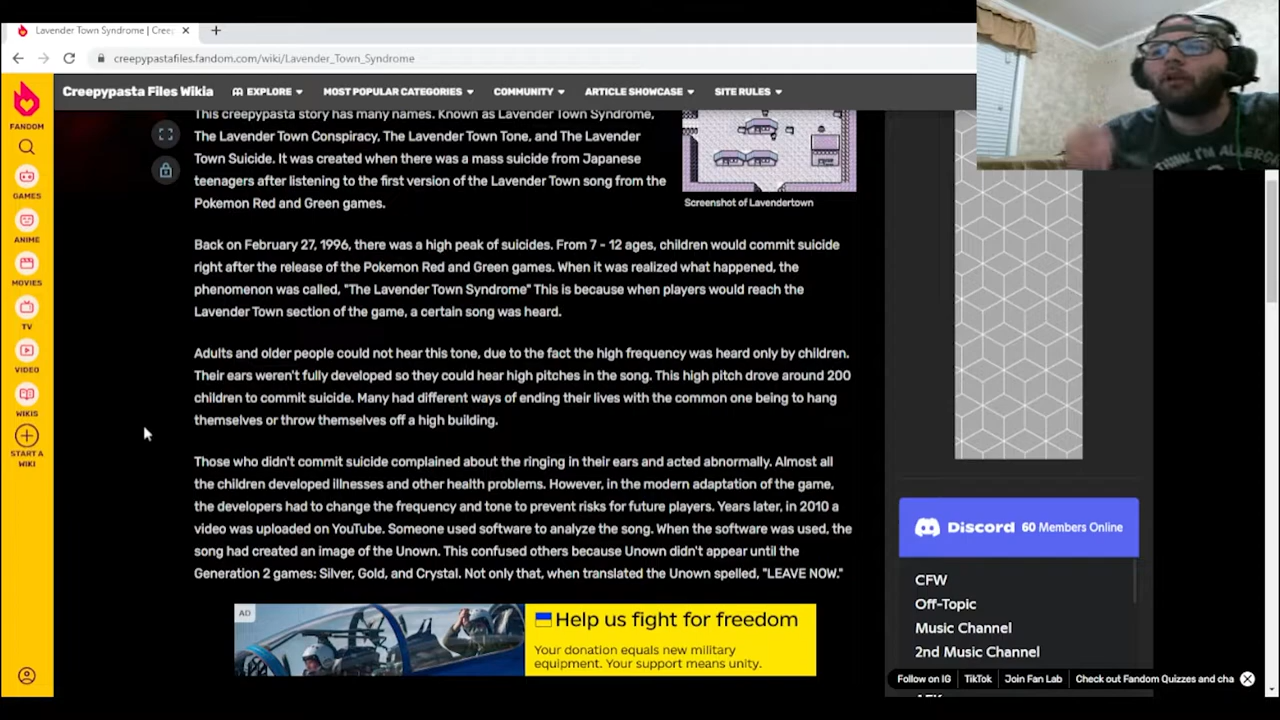 Lavender Town Syndrome | Cree
creepypastafiles.fandom.com/wiki/Lavender_Town_Syndrome
Creepypasta Files Wikia
EXPLORE
MOST POPULAR CATEGORIES
COMMUNITY
ARTICLE SHOWCASE
SITE RULES
FANDOM
GAMES
ANIME
MOVIES
TV
VIDEO
WIKIS
START A
WIKI
This creepypasta story has many names. Known as Lavender Town Syndrome,
The Lavender Town Conspiracy, The Lavender Town Tone, and The Lavender
Town Suicide. It was created when there was a mass suicide from Japanese
teenagers after listening to the first version of the Lavender Town song from the
Pokemon Red and Green games.
Screenshot of Lavendertown
Back on February 27, 1996, there was a high peak of suicides. From 7 - 12 ages, children would commit suicide
right after the release of the Pokemon Red and Green games. When it was realized what happened, the
phenomenon was called, "The Lavender Town Syndrome" This is because when players would reach the
Lavender Town section of the game, a certain song was heard.
Adults and older people could not hear this tone, due to the fact the high frequency was heard only by children.
Their ears weren't fully developed so they could hear high pitches in the song. This high pitch drove around 200
children to commit suicide. Many had different ways of ending their lives with the common one being to hang
themselves or throw themselves off a high building.
Those who didn't commit suicide complained about the ringing in their ears and acted abnormally. Almost all
the children developed illnesses and other health problems. However, in the modern adaptation of the game,
the developers had to change the frequency and tone to prevent risks for future players. Years later, in 2010 a
video was uploaded on YouTube. Someone used software to analyze the song. When the software was used, the
song had created an image of the Unown. This confused others because Unown didn't appear until the
Generation 2 games: Silver, Gold, and Crystal. Not only that, when translated the Unown spelled, "LEAVE NOW."
AD
Help us fight for freedom
Your donation equals new military
equipment. Your support means unity.
Discord 60 Members Online
CFW
Off-Topic
Music Channel
2nd Music Channel
Follow on IG
TikTok
Join Fan Lab
Check out Fandom Quizzes and cha
THINK I'M ALLERG